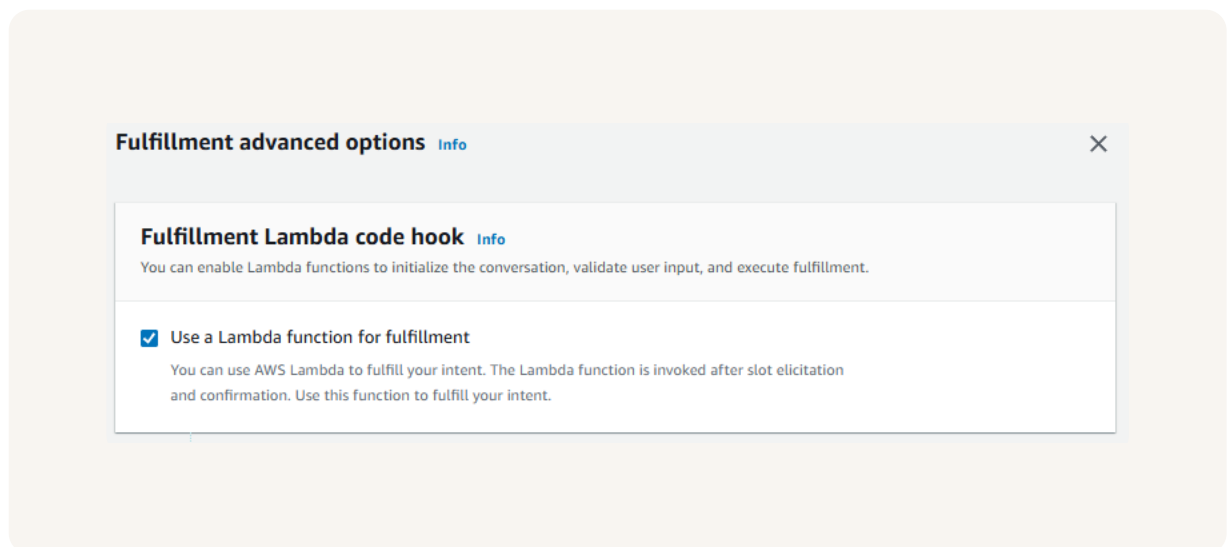 Fulfillment advanced options Info
Fulfillment Lambda code hook Info
You can enable Lambda functions to initialize the conversation, validate user input, and execute fulfillment.
Use a Lambda function for fulfillment
You can use AWS Lambda to fulfill your intent. The Lambda function is invoked after slot elicitation
and confirmation. Use this function to fulfill your intent.